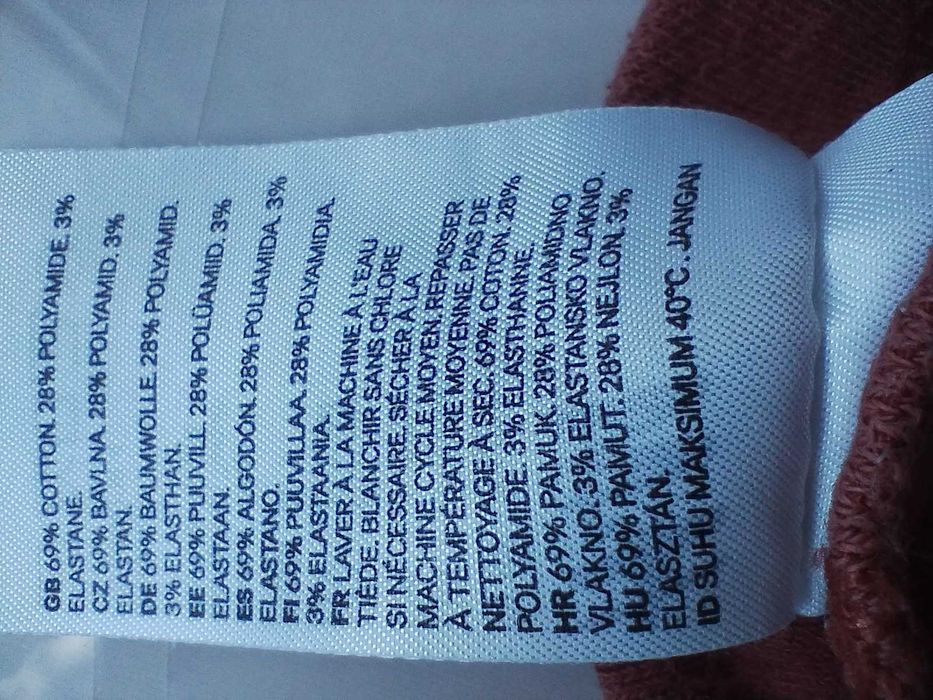 GB 69% COTTON. 28% POLYAMIDE. 3%
ELASTANE.
CZ 69% BAVLNA. 28% POLYAMID. 3%
ELASTAN.
DE 69% BAUMWOLLE. 28% POLYAMID.
3% ELASTHAN.
EE 69% PUUVILL. 28% POLÜAMIID. 3%
ELASTAAN.
ES 69% ALGODÓN. 28% POLIAMIDA. 3%
ELASTANO.
FI 69% PUUVILLAA. 28% POLYAMIDIA.
3% ELASTAANIA.
FR LAVER À LA MACHINE À L'EAU
TIÈDE. BLANCHIR SANS CHLORE
SI NÉCESSAIRE. SÉCHER À LA
MACHINE CYCLE MOYEN. REPASSER
À TEMPÉRATURE MOYENNE. PAS DE
NETTOYAGE À SEC. 69% COTON. 28%
POLYAMIDE. 3% ELASTHANNE.
HR 69% PAMUK. 28% POLIAMIDNO
VLAKNO. 3% ELASTANSKO VLAKNO.
HU 69% PAMUT. 28% NEJLON. 3%
ELASZTÁN.
ID SUHU MAKSIMUM 40°C. JANGAN